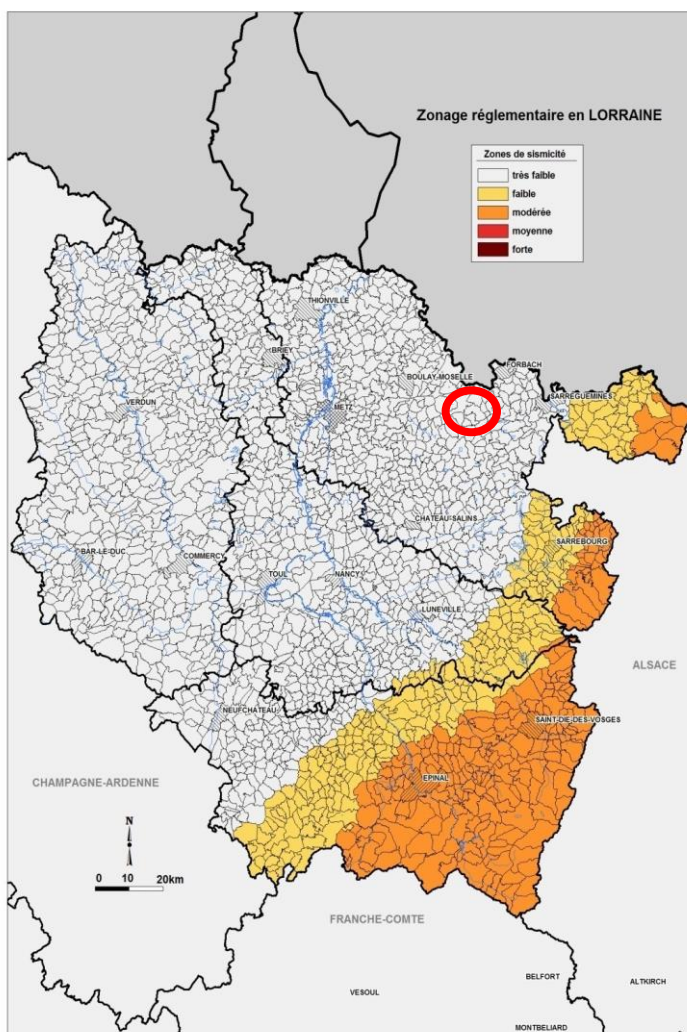 Zonage réglementaire en LORRAINE
Zones de sismicité
très faible
faible
modérée
moyenne
forte
THIONVILLE
BRIEY
BOULAY-MOSELLE
FORBACH
SARREGUEMINES
VERDUN
METZ
CHATEAU-SALINS
SARREBOURG
BAR-LE-DUC
COMMERCY
TOUL
NANCY
LUNEVILLE
ALSACE
NEUFCHATEAU
SAINT-DIE-DES-VOSGES
EPINAL
CHAMPAGNE-ARDENNE
N
0 10 20km
FRANCHE-COMTE
BELFORT
ALTKIRCH
VESOUL
MONTBELIARD